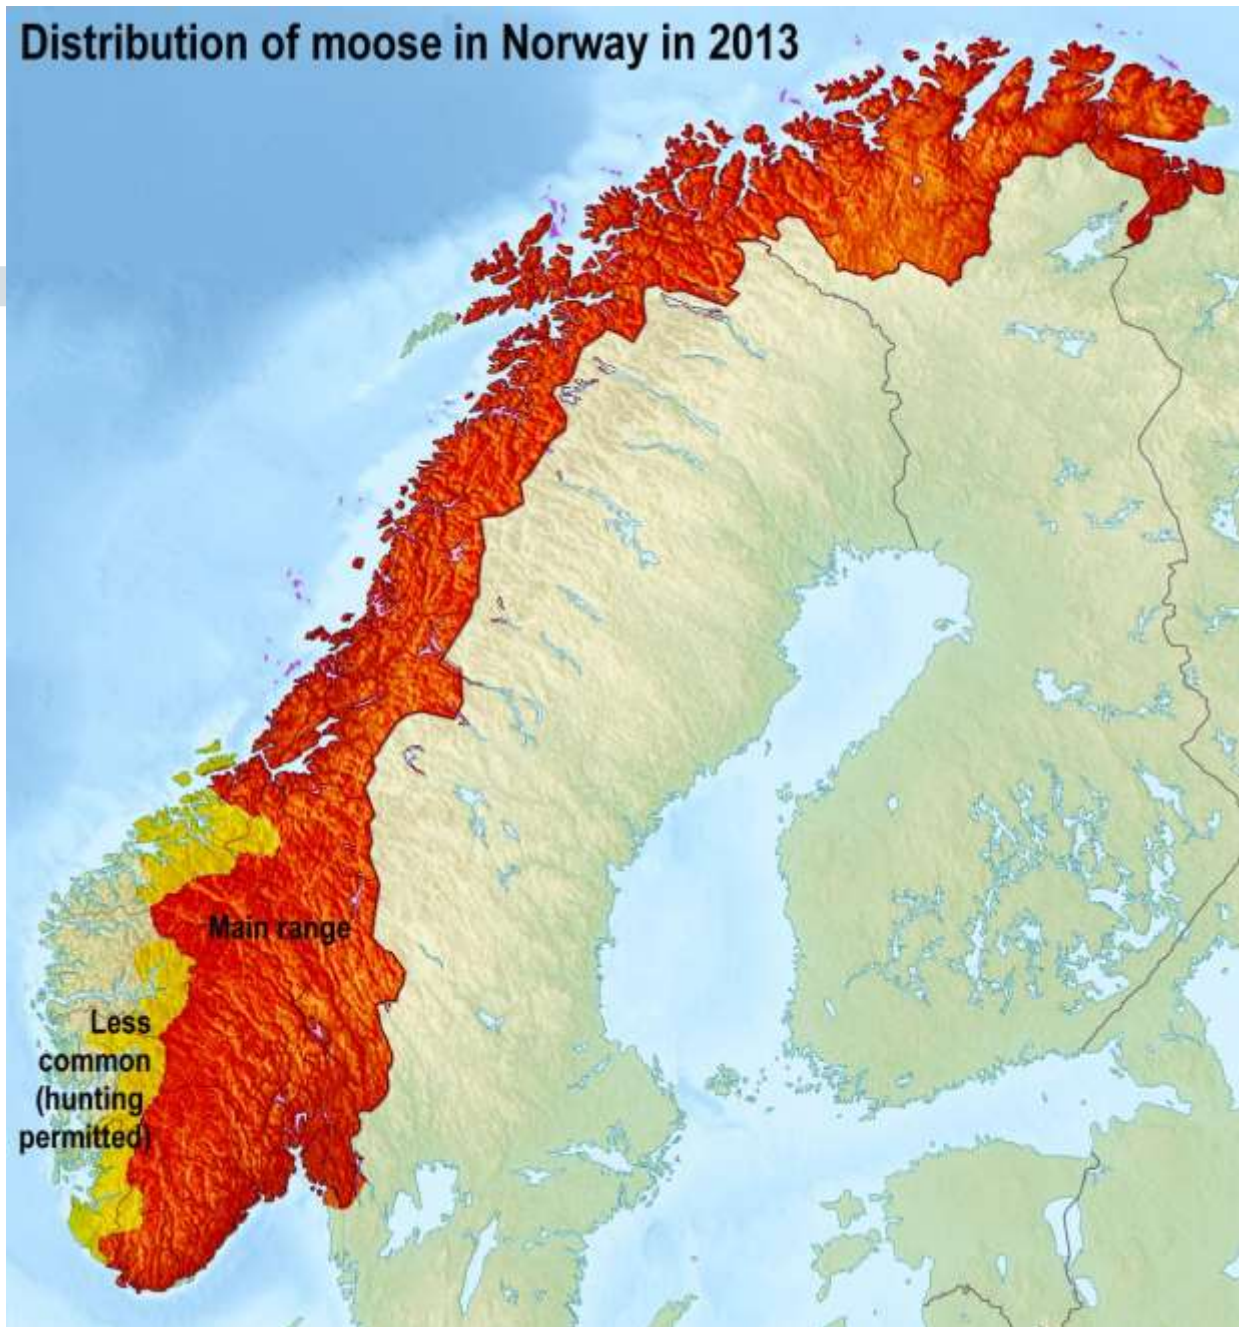 Distribution of moose in Norway in 2013
Main range
Less
common
(hunting
permitted)